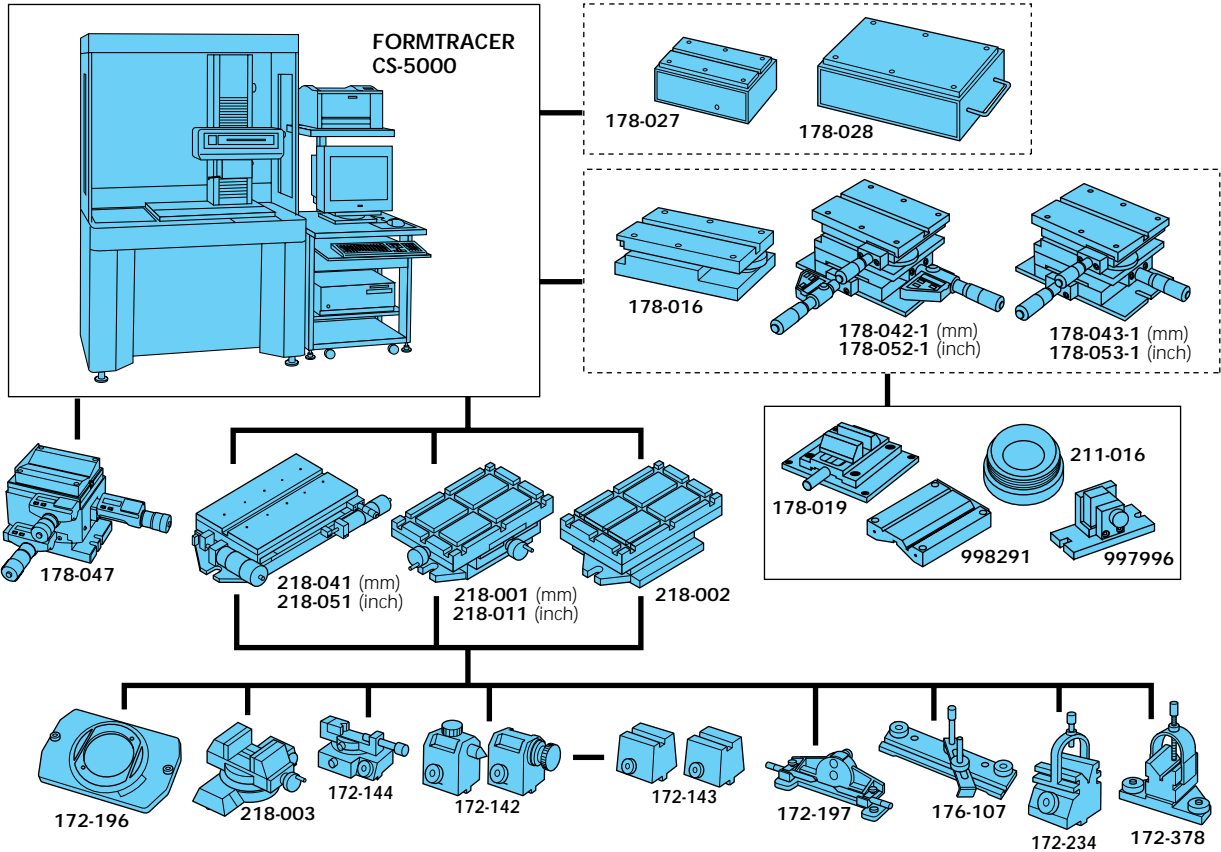 FORMTRACER
CS-5000
178-027
178-028
178-016
178-042-1 (mm)
178-052-1 (inch)
178-043-1 (mm)
178-053-1 (inch)
178-047
218-041 (mm)
218-051 (inch)
218-001 (mm)
218-011 (inch)
218-002
178-019
998291
211-016
997996
172-196
218-003
172-144
172-142
172-143
172-197
176-107
172-234
172-378